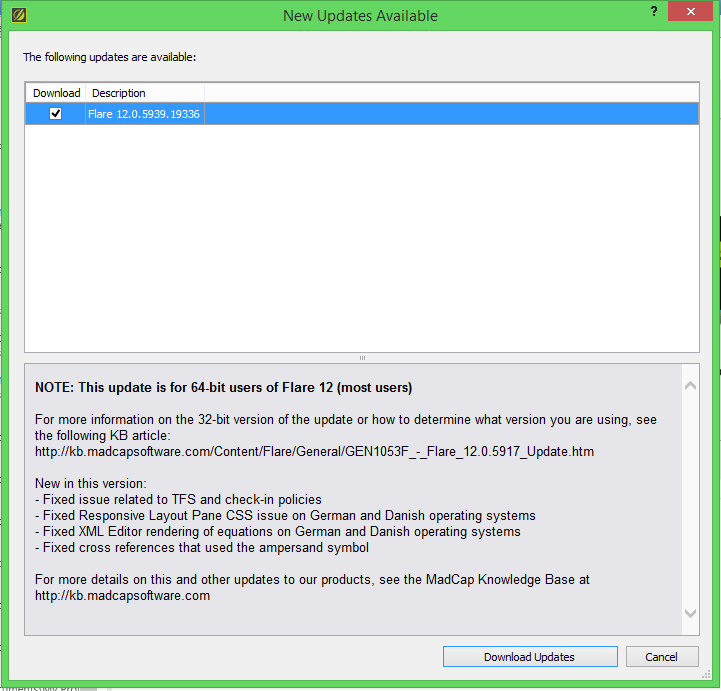 New Updates Available
?
The following updates are available:
Download Description
Flare 12.0.5939.19336
NOTE: This update is for 64-bit users of Flare 12 (most users)
For more information on the 32-bit version of the update or how to determine what version you are using, see
the following KB article:
http://kb.madcapsoftware.com/Content/Flare/General/GEN1053F_-_Flare_12.0.5917_Update.htm
New in this version:
- Fixed issue related to TFS and check-in policies
- Fixed Responsive Layout Pane CSS issue on German and Danish operating systems
- Fixed XML Editor rendering of equations on German and Danish operating systems
- Fixed cross references that used the ampersand symbol
For more details on this and other updates to our products, see the MadCap Knowledge Base at
http://kb.madcapsoftware.com
Download Updates Cancel